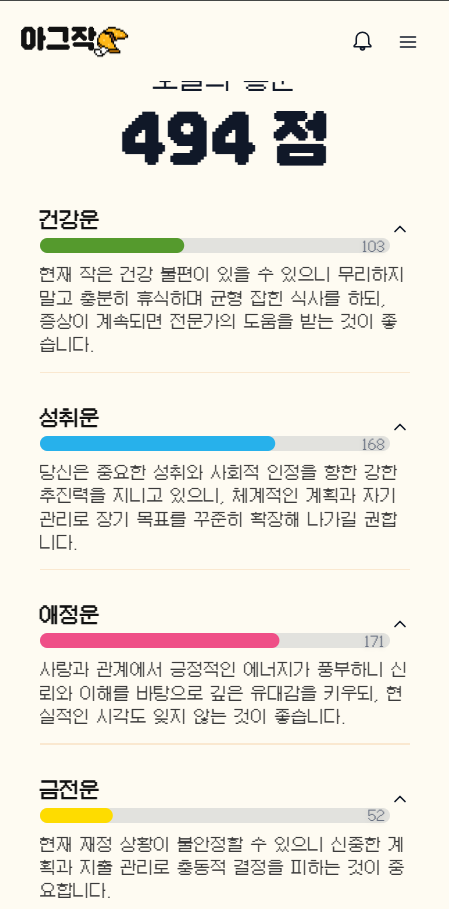 아그작
494 점
건강운
103
현재 작은 건강 불편이 있을 수 있으니 무리하지
말고 충분히 휴식하며 균형 잡힌 식사를 하되,
증상이 계속되면 전문가의 도움을 받는 것이 좋
습니다.
성취운
168
당신은 중요한 성취와 사회적 인정을 향한 강한
추진력을 지니고 있으니, 체계적인 계획과 자기
관리로 장기 목표를 꾸준히 확장해 나가길 권합
니다.
애정운
171
사랑과 관계에서 긍정적인 에너지가 풍부하니 신
뢰와 이해를 바탕으로 깊은 유대감을 키우되, 현
실적인 시각도 잊지 않는 것이 좋습니다.
금전운
52
현재 재정 상황이 불안정할 수 있으니 신중한 계
획과 지출 관리로 충동적 결정을 피하는 것이 중
요합니다.